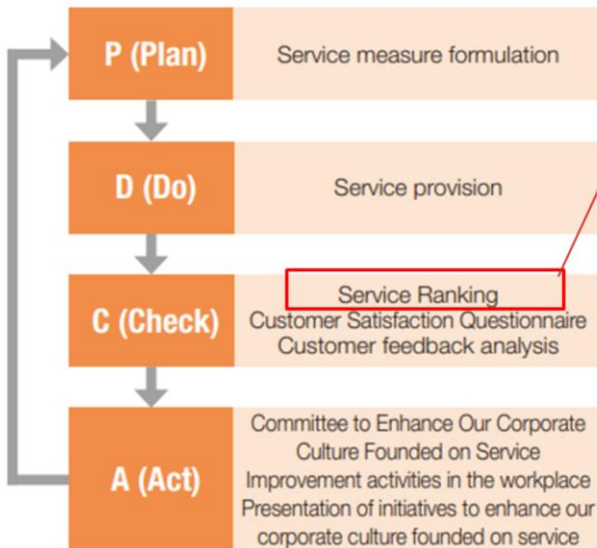 P (Plan)
Service measure formulation
D (Do)
Service provision
C (Check)
Service Ranking
Customer Satisfaction Questionnaire
Customer feedback analysis
A (Act)
Committee to Enhance Our Corporate
Culture Founded on Service
Improvement activities in the workplace
Presentation of initiatives to enhance our
corporate culture founded on service